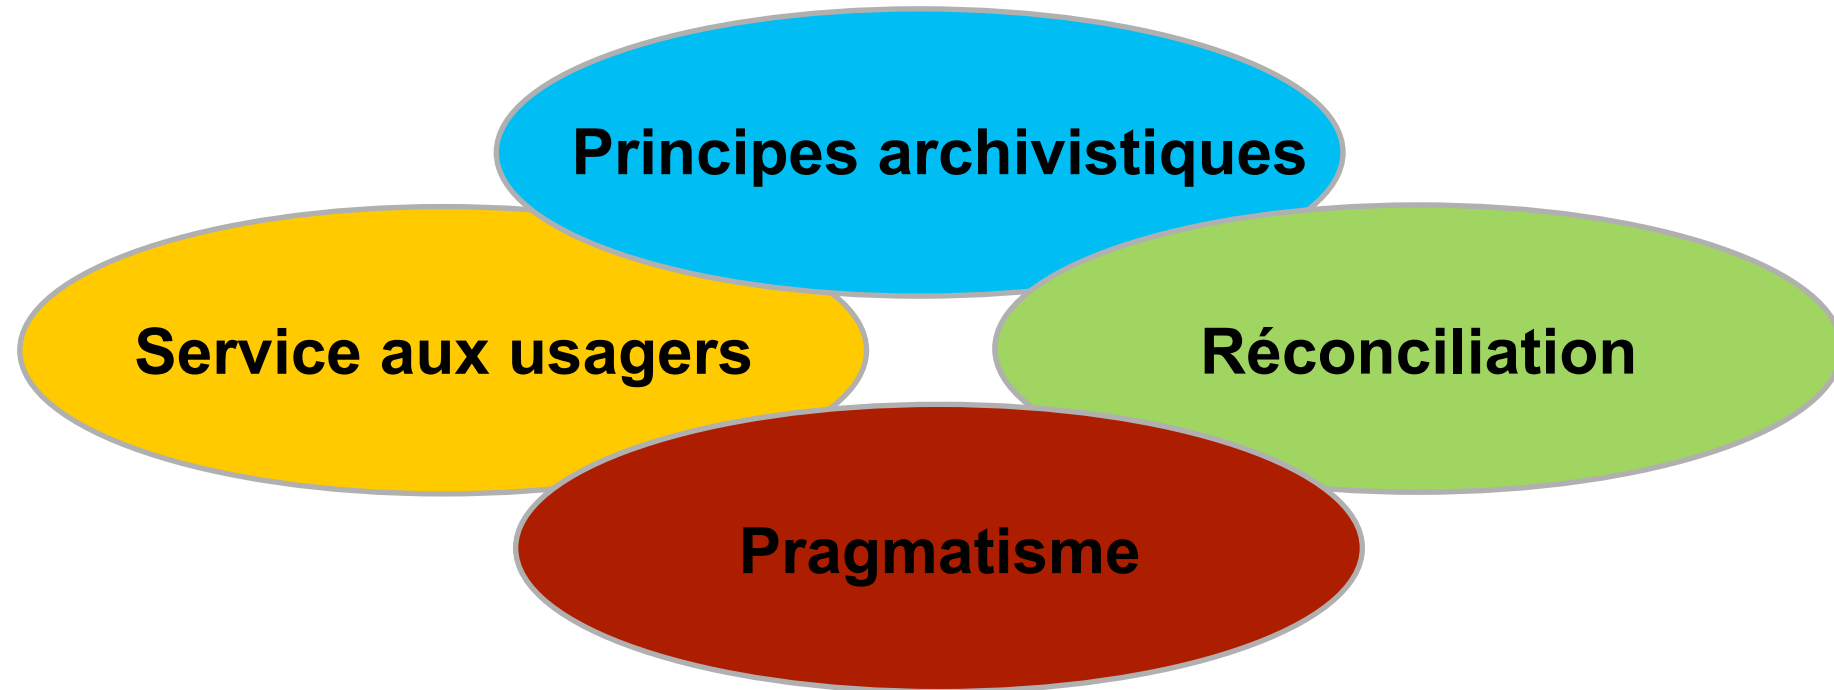 Principes archivistiques
Service aux usagers
Réconciliation
Pragmatisme